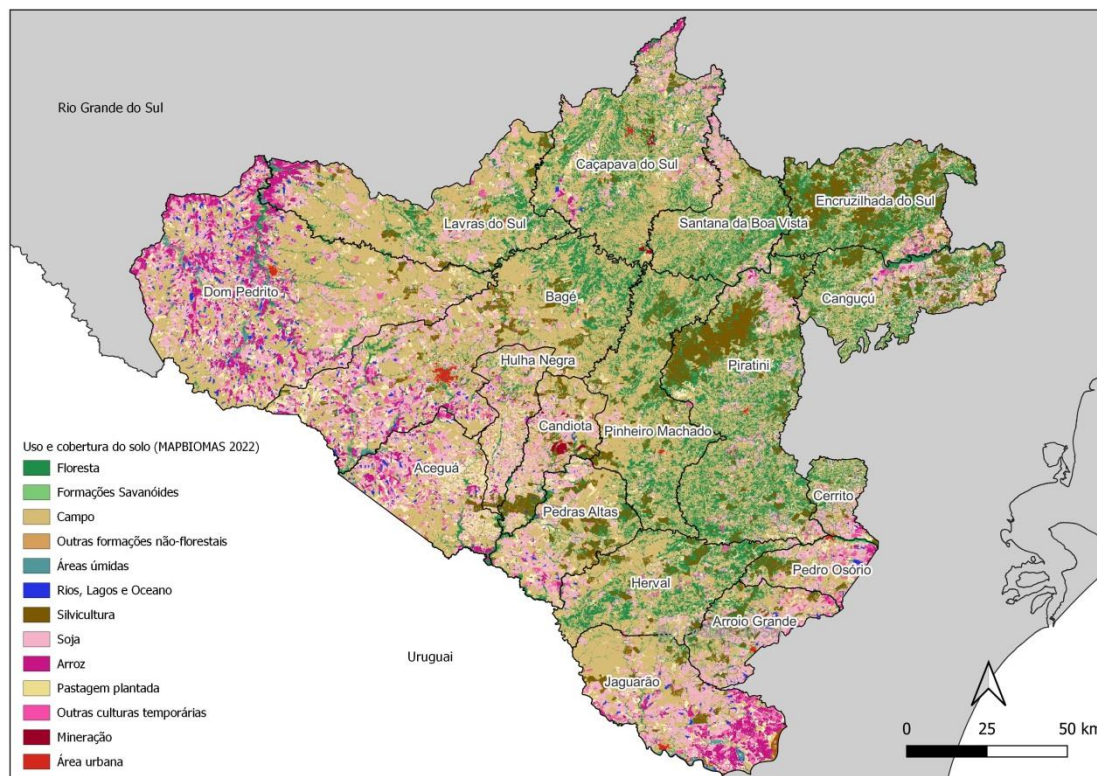 Rio Grande do Sul
Caçapava do Sul
Encruzilhada do Sul
Lavras do Sul
Santana da Boa Vista
Dom Pedrito
Bagé
Canguçú
Hulha Negra
Piratini
Candiota
Pinheiro Machado
Uso e cobertura do solo (MAPBIOMAS 2022)
Aceguá
Floresta
Formações Savanóides
Cerrito
Pedras Altas
Campo
Outras formações não-florestais
Áreas úmidas
Pedro Osório
Herval
Rios, Lagos e Oceano
Silvicultura
Arroio Grande
Soja
Uruguai
Arroz
Jaguarão
Pastagem plantada
Outras culturas temporárias
0 25 50 km
Mineração
Área urbana